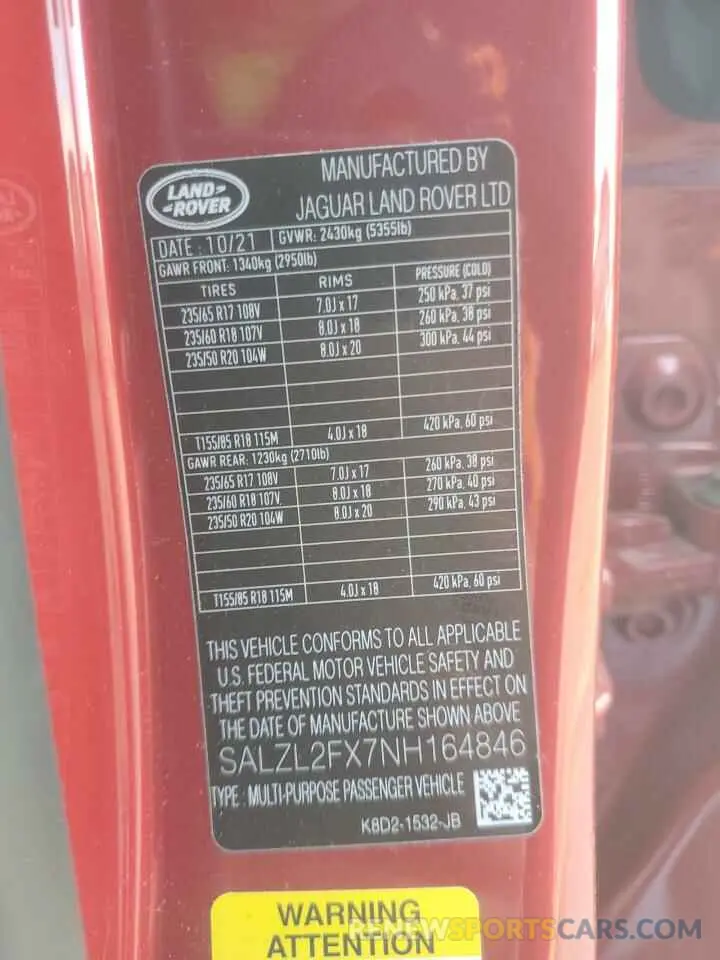 LAND
ROVER
MANUFACTURED BY
JAGUAR LAND ROVER LTD
DATE : 10/21 GVWR: 2430kg (5355lb)
GAWR FRONT: 1340kg (2950lb)
TIRES RIMS PRESSURE (COLD)
235/65 R17 108V 7.0J x 17 250 kPa, 37 psi
235/60 R18 107V 8.0J x 18 260 kPa, 38 psi
235/50 R20 104W 8.0J x 20 300 kPa, 44 psi
T155/85 R18 115M 4.0J x 18 420 kPa, 60 psi
GAWR REAR: 1230kg (2710lb)
235/65 R17 108V 7.0J x 17 260 kPa, 38 psi
235/60 R18 107V 8.0J x 18 270 kPa, 40 psi
235/50 R20 104W 8.0J x 20 290 kPa, 43 psi
T155/85 R18 115M 4.0J x 18 420 kPa, 60 psi
THIS VEHICLE CONFORMS TO ALL APPLICABLE
U.S. FEDERAL MOTOR VEHICLE SAFETY AND
THEFT PREVENTION STANDARDS IN EFFECT ON
THE DATE OF MANUFACTURE SHOWN ABOVE
SALZL2FX7NH164846
TYPE : MULTI-PURPOSE PASSENGER VEHICLE
K8D2-1532-JB
WARNING
ATTENTION
RENEWSPORTSCARS.COM